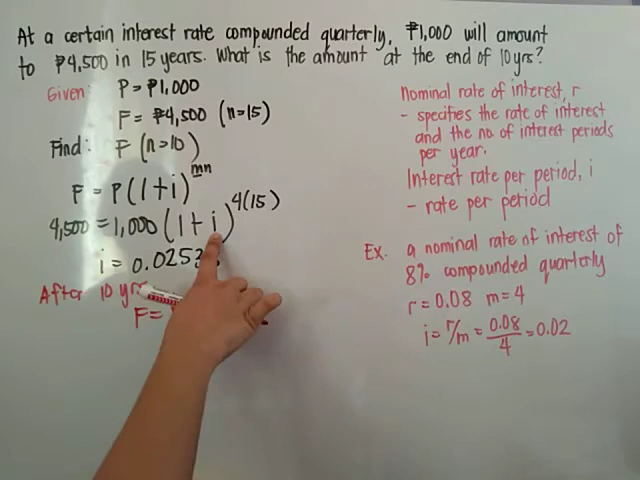 At a certain interest rate compounded quarterly, ₱1,000 will amount
to ₱4,500 in 15 years. What is the amount at the end of 10 yrs?
Given: P = ₱1,000
F = ₱4,500 (n=15)
Find: F (n=10)
F = P(1+i)^mn
4,500 = 1,000 (1+i)^4(15)
i = 0.025
After 10 yrs
F =
Nominal rate of interest, r
- specifies the rate of interest
and the no. of interest periods
per year.
Interest rate per period, i
- rate per period
Ex. a nominal rate of interest of
8% compounded quarterly
r = 0.08 m = 4
i = r/m = 0.08/4 = 0.02